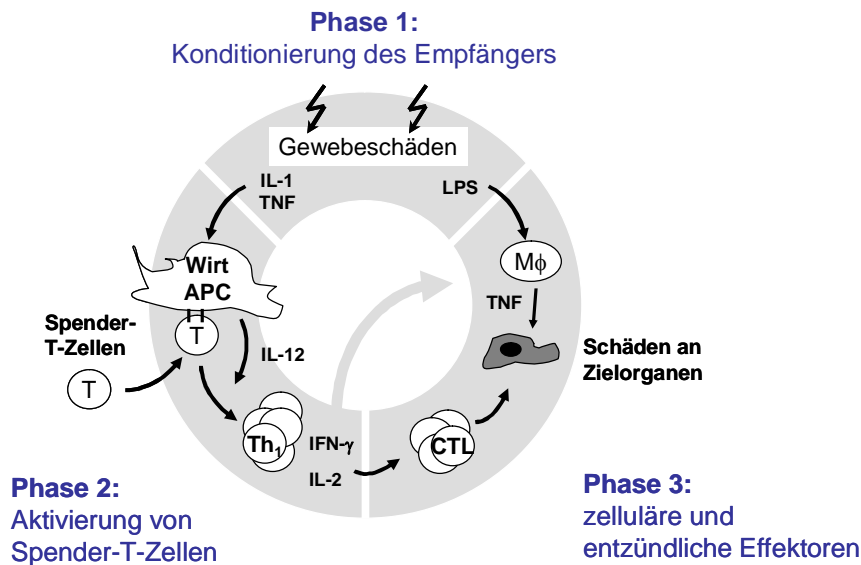 Phase 1:
Konditionierung des Empfängers
Gewebeschäden
IL-1
TNF
LPS
Wirt
APC
Mϕ
TNF
Spender-
T-Zellen
T
T
IL-12
Schäden an
Zielorganen
Th₁
IFN-γ
IL-2
CTL
Phase 2:
Aktivierung von
Spender-T-Zellen
Phase 3:
zelluläre und
entzündliche Effektoren